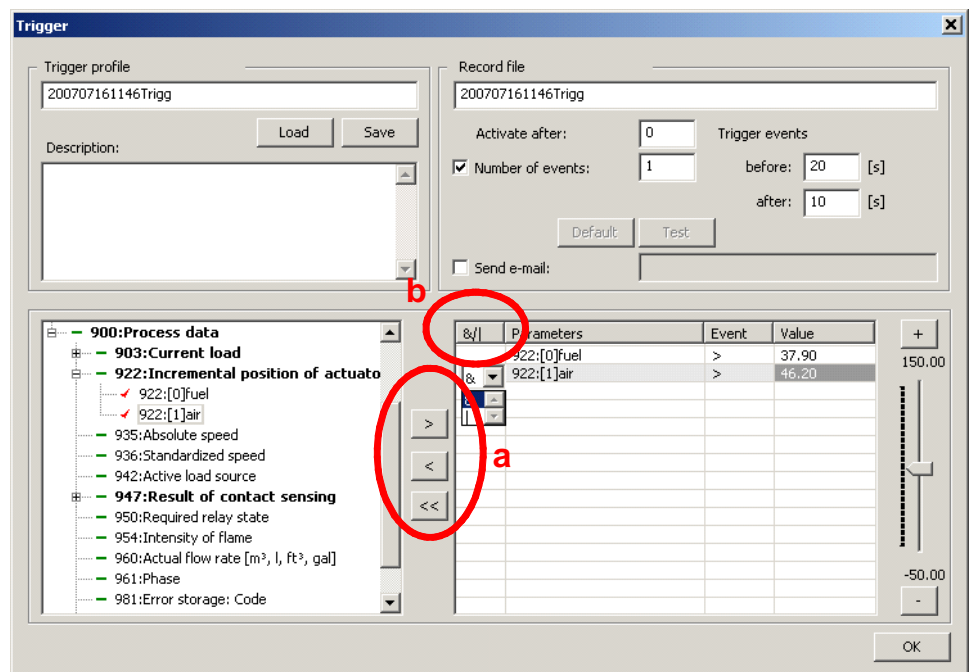 Trigger
Trigger profile
200707161146Trigg
Load Save
Description:
Record file
200707161146Trigg
Activate after: 0 Trigger events
Number of events: 1 before: 20 [s]
after: 10 [s]
Default Test
Send e-mail:
b
900:Process data
903:Current load
922:Incremental position of actuato
922:[0]fuel
922:[1]air
935:Absolute speed
936:Standardized speed
942:Active load source
947:Result of contact sensing
950:Required relay state
954:Intensity of flame
960:Actual flow rate [m³, l, ft³, gal]
961:Phase
981:Error storage: Code
>
<
<<
a
&/| Parameters Event Value
922:[0]fuel > 37.90
& 922:[1]air > 46.20
&
|
+
150.00
-50.00
-
OK